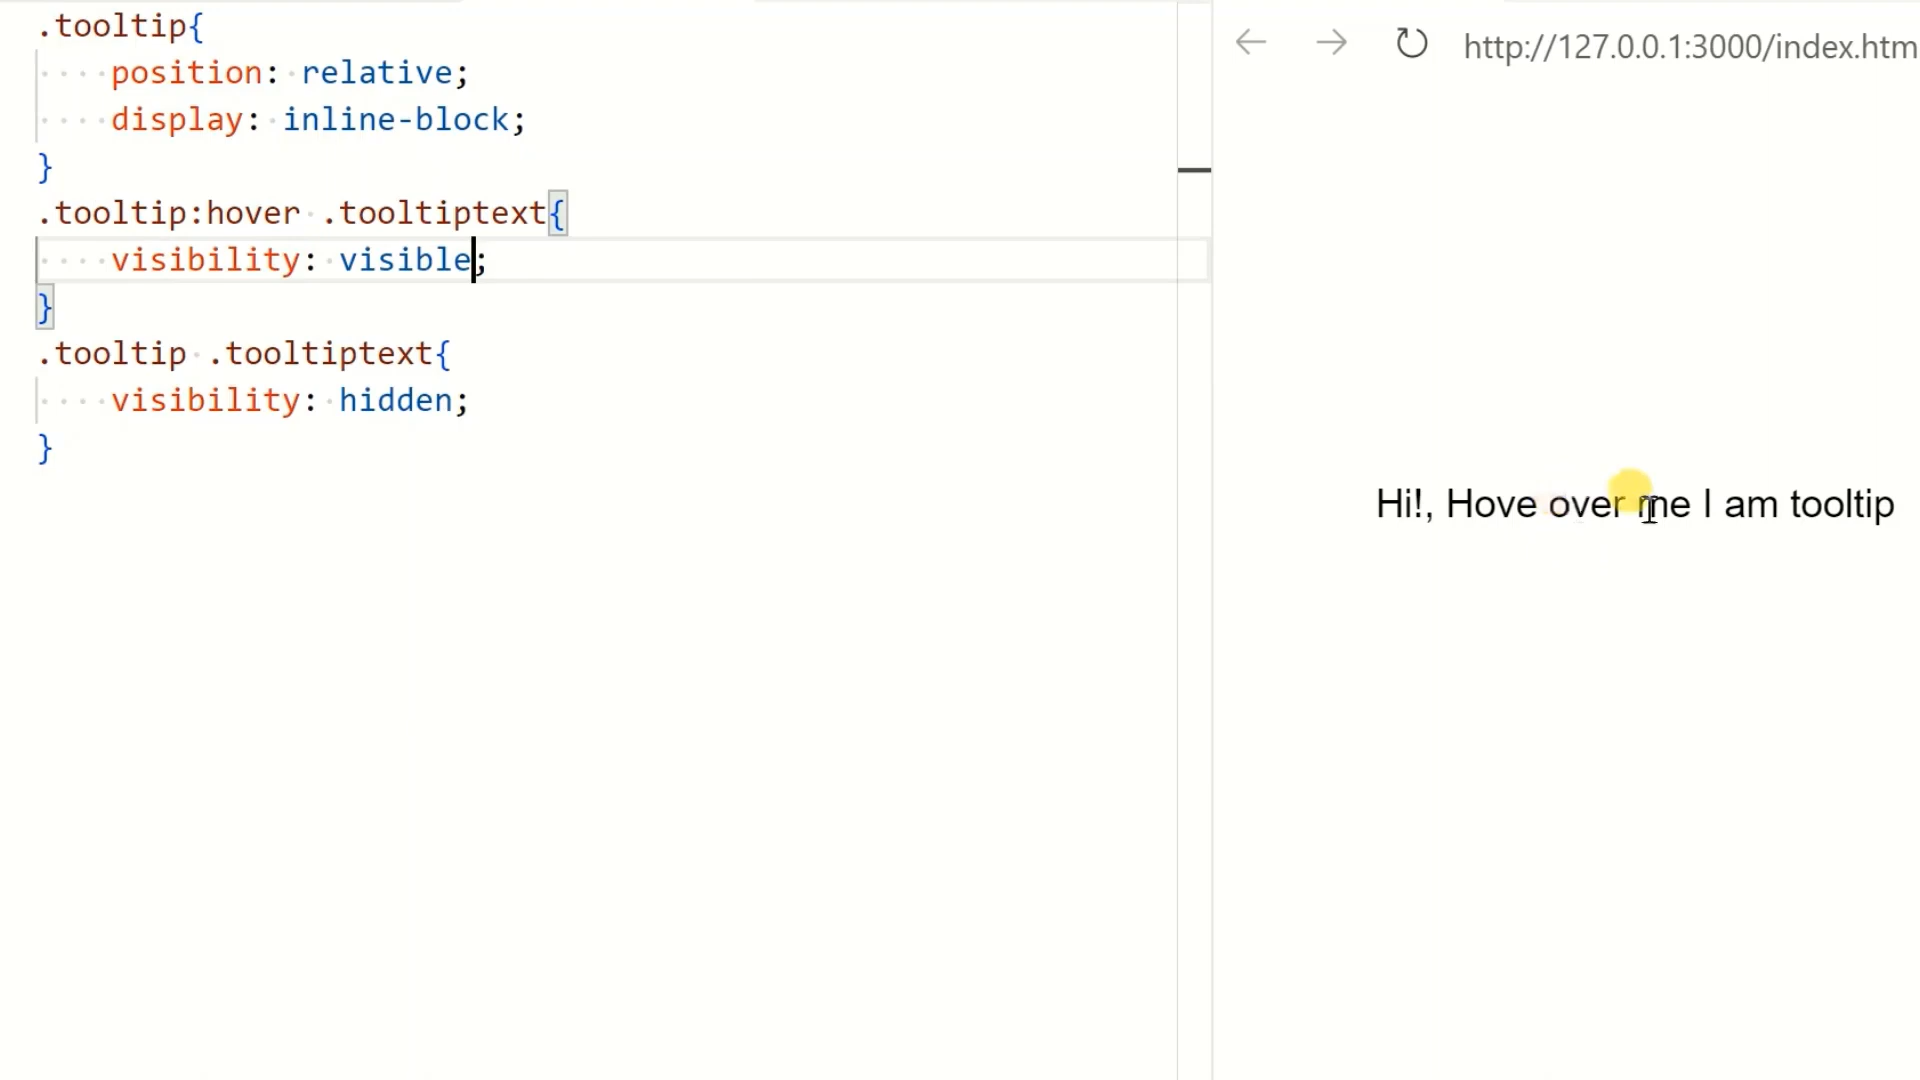 .tooltip{
    position: relative;
    display: inline-block;
}
.tooltip:hover .tooltiptext{
    visibility: visible;
}
.tooltip .tooltiptext{
    visibility: hidden;
}
http://127.0.0.1:3000/index.htm
Hi!, Hove over me I am tooltip